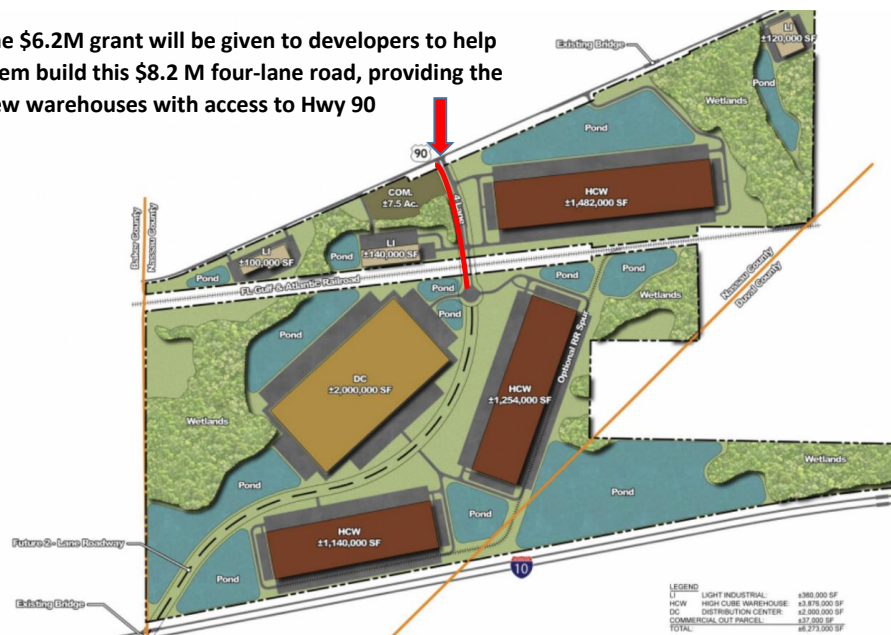 ne $6.2M grant will be given to developers to help
em build this $8.2 M four-lane road, providing the
ew warehouses with access to Hwy 90
Existing Bridge
LI
±120,000 SF
Pond
Wetlands
Pond
90
COM.
±7.5 Ac.
4 Lane
HCW
±1,482,000 SF
Baker County
Nassau County
LI
±100,000 SF
Pond
LI
±140,000 SF
Pond
FL Gulf & Atlantic Railroad
Pond
Pond
Pond
Pond
Wetlands
Nassau County
Duval County
Pond
DC
±2,000,000 SF
HCW
±1,254,000 SF
Optional RR Spur
Wetlands
Pond
Wetlands
Pond
Pond
HCW
±1,140,000 SF
Future 2 - Lane Roadway
Pond
10
Existing Bridge
LEGEND
LI LIGHT INDUSTRIAL: ±360,000 SF
HCW HIGH CUBE WAREHOUSE: ±3,876,000 SF
DC DISTRIBUTION CENTER: ±2,000,000 SF
COMMERCIAL OUT PARCEL: ±37,000 SF
TOTAL: ±6,273,000 SF